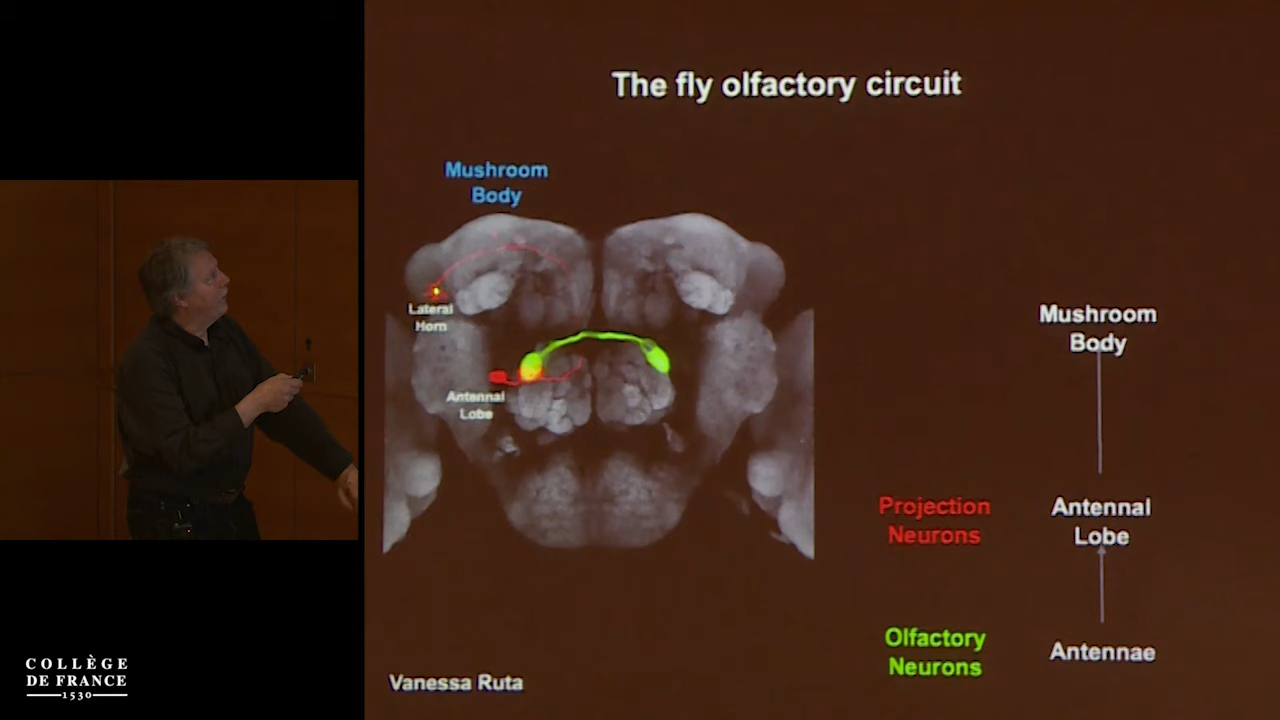 The fly olfactory circuit
Mushroom
Body
Lateral
Horn
Antennal
Lobe
Mushroom
Body
Projection
Neurons
Antennal
Lobe
Olfactory
Neurons
Antennae
Vanessa Ruta
COLLÈGE
DE FRANCE
1530